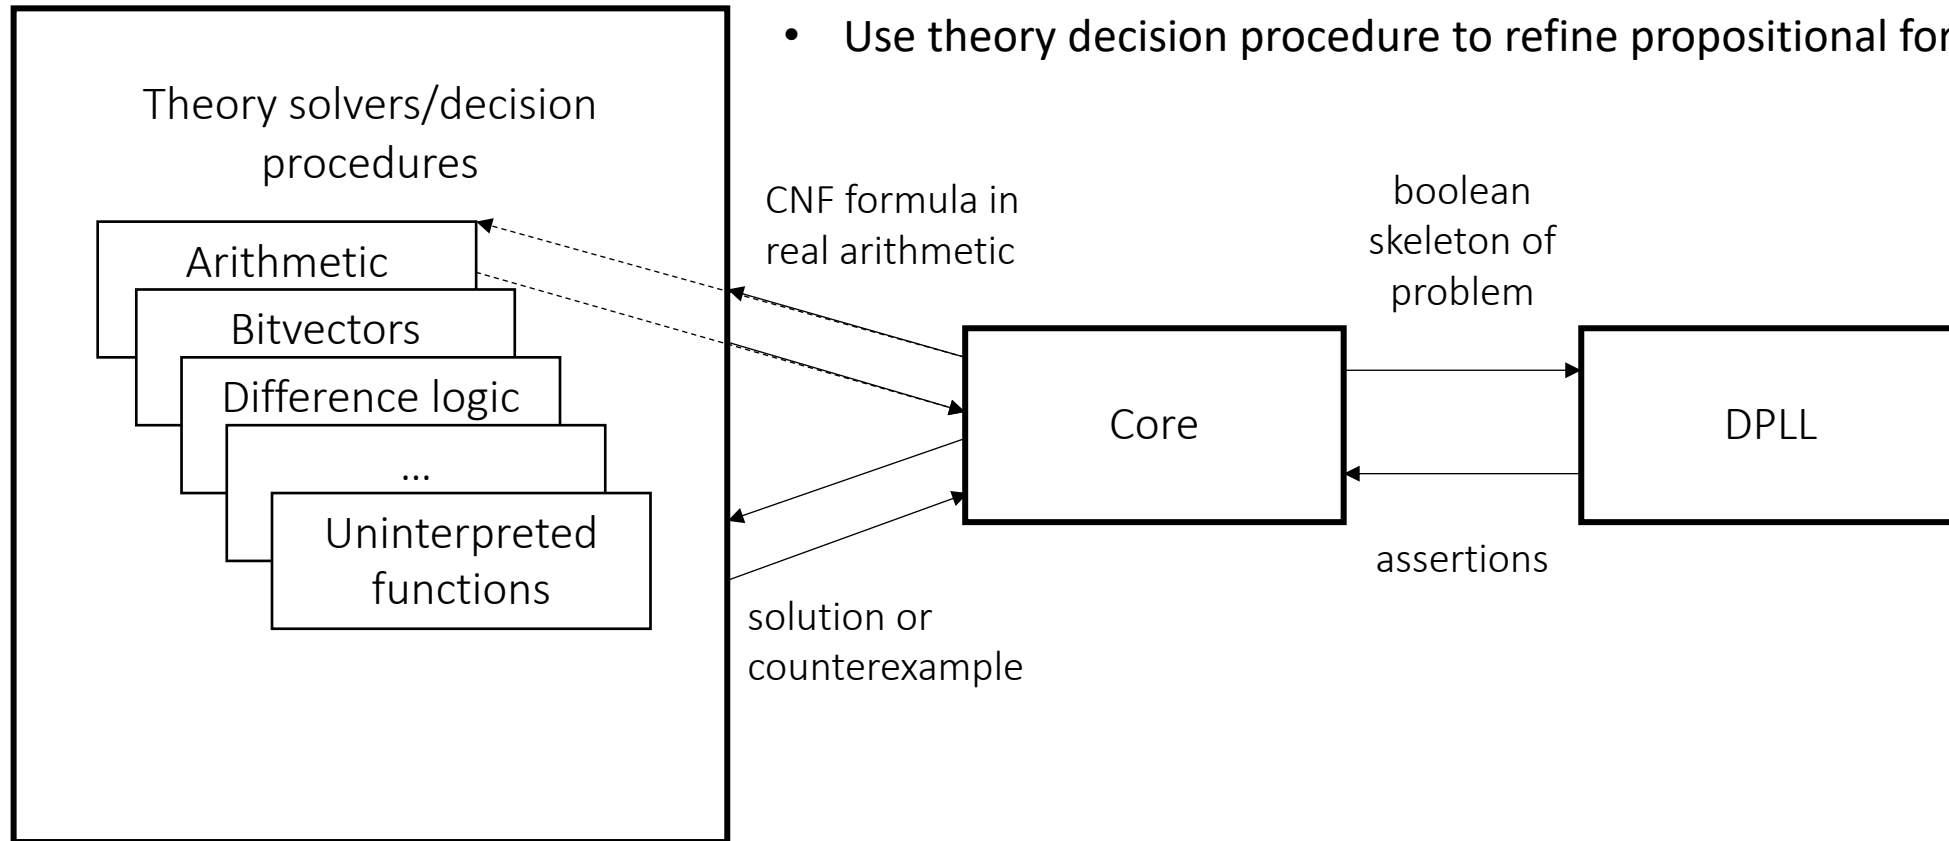 • Use theory decision procedure to refine propositional for
Theory solvers/decision
procedures
Arithmetic
Bitvectors
Difference logic
...
Uninterpreted
functions
CNF formula in
real arithmetic
solution or
counterexample
Core
boolean
skeleton of
problem
assertions
DPLL